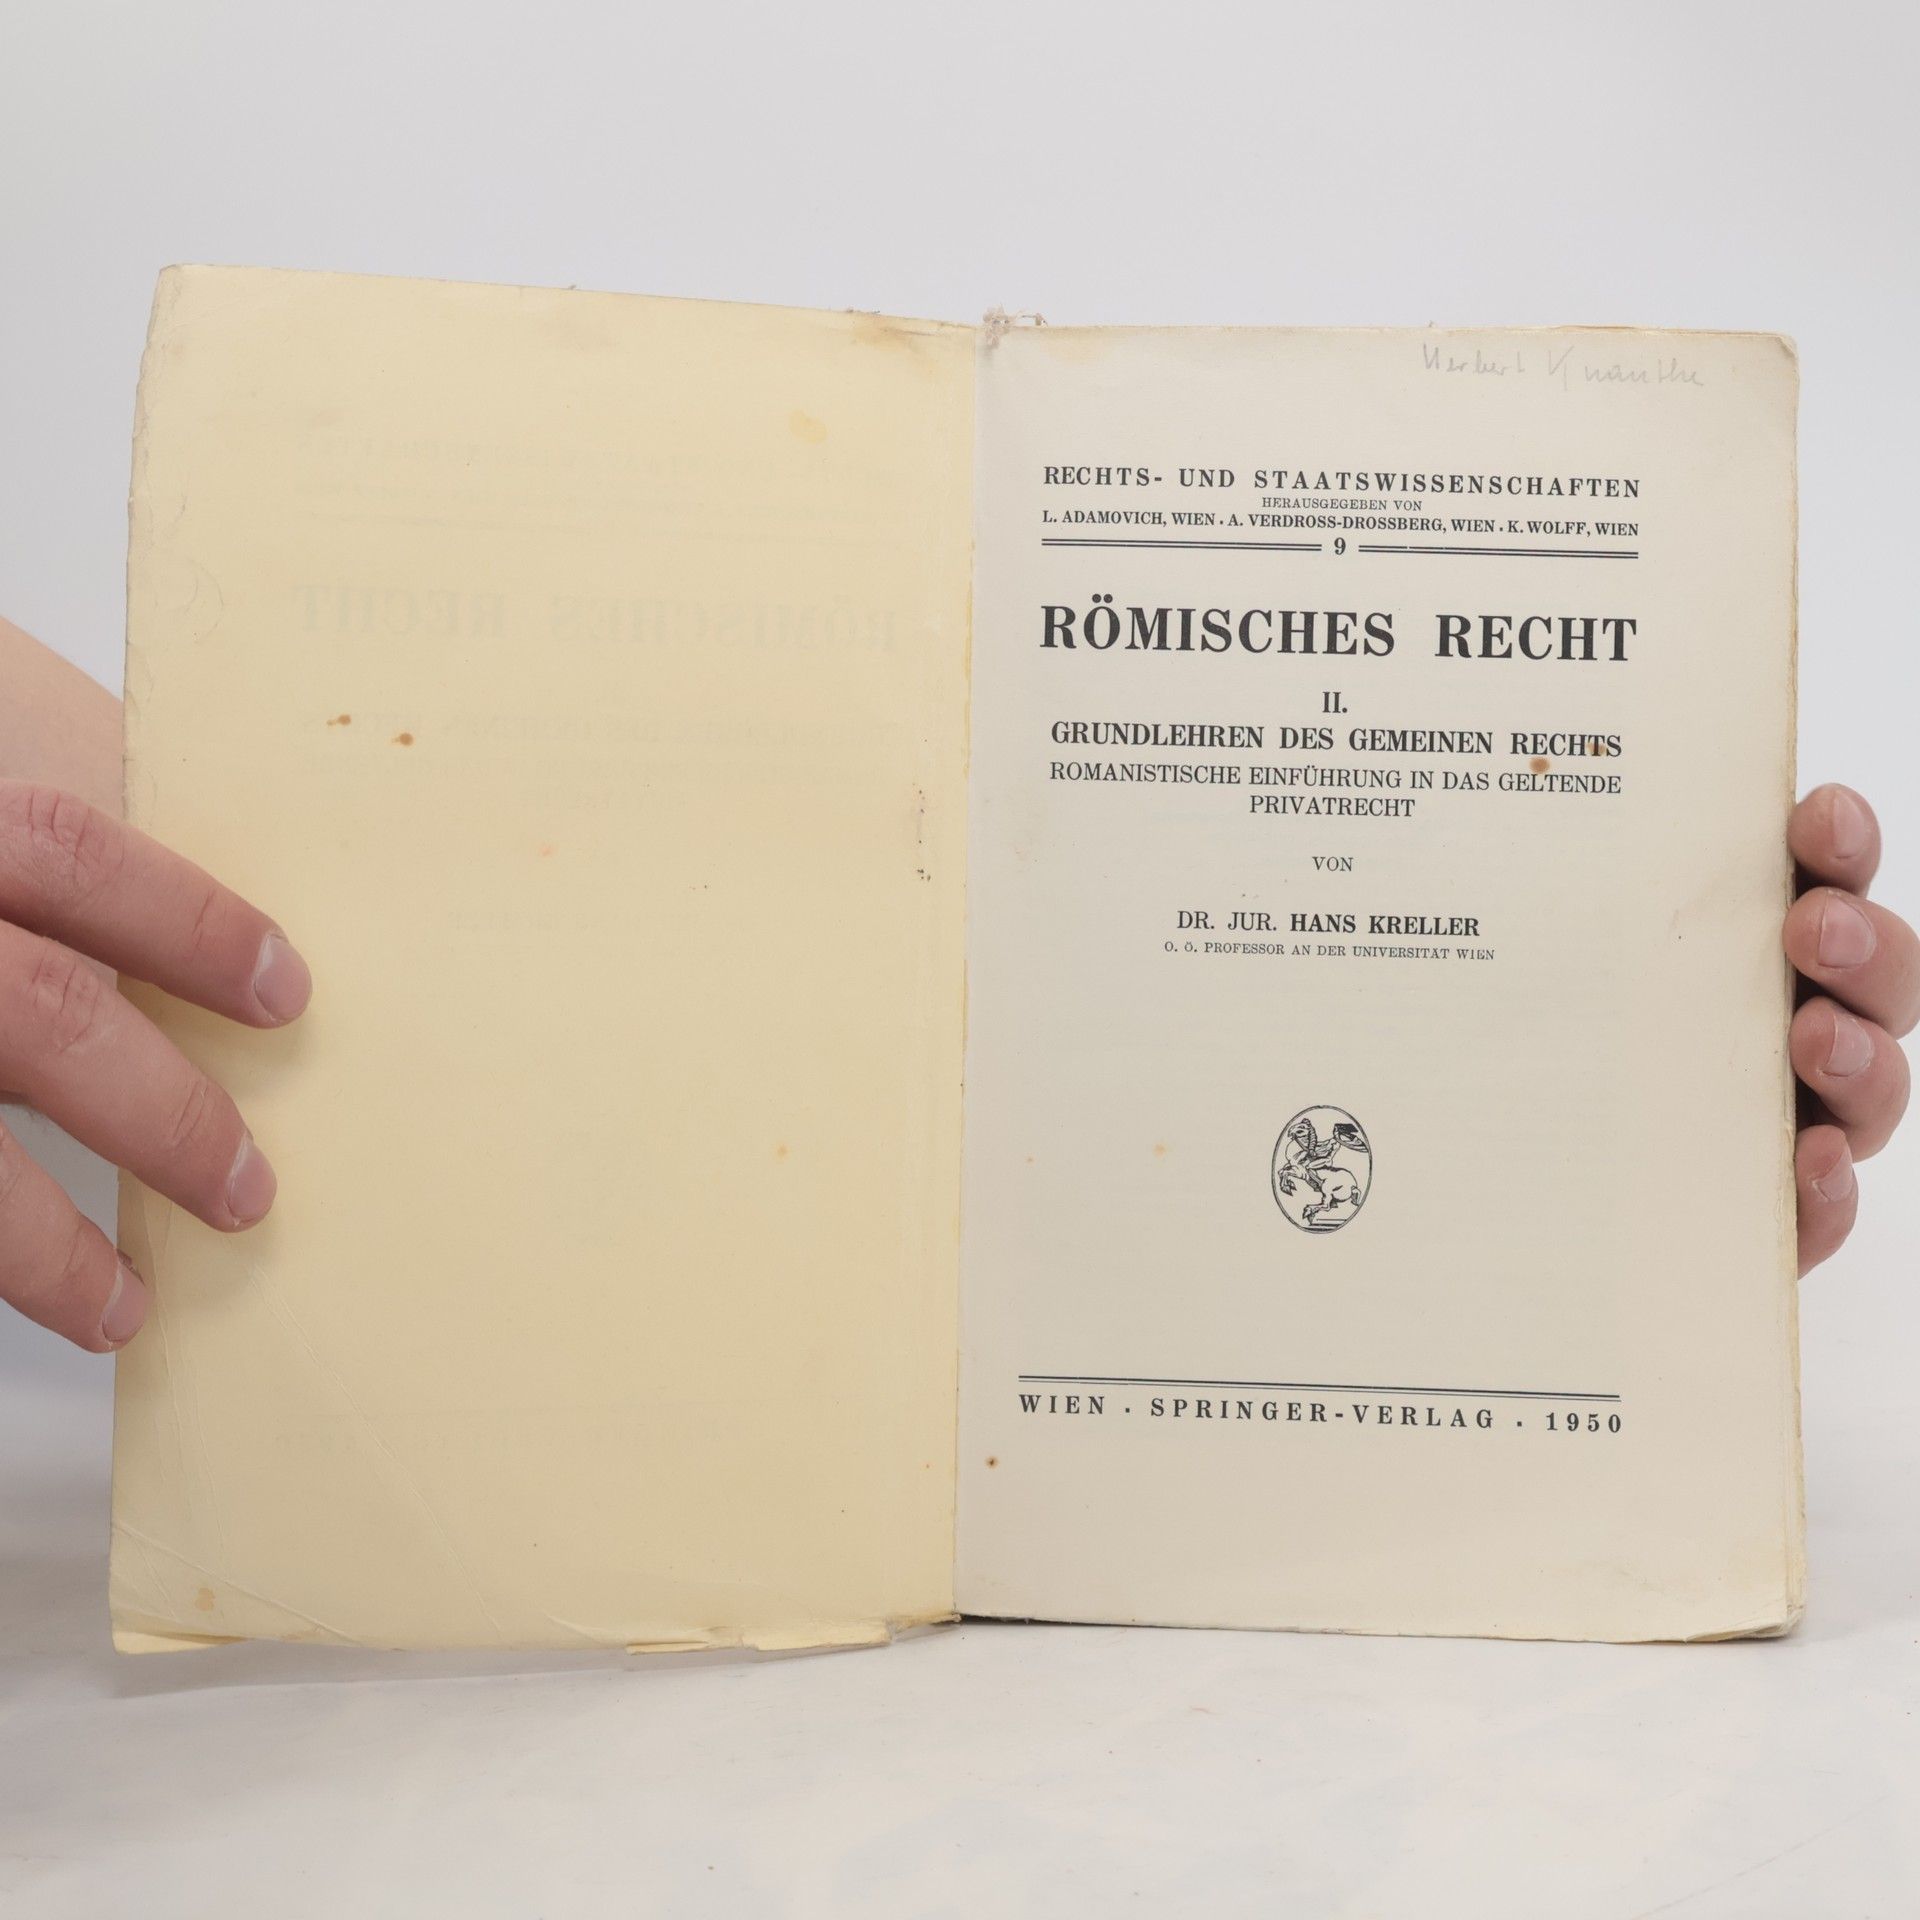 Herbert Knauthe
RECHTS- UND STAATSWISSENSCHAFTEN
HERAUSGEGEBEN VON
L. ADAMOVICH, WIEN . A. VERDROSS-DROSSBERG, WIEN . K. WOLFF, WIEN
9
RÖMISCHES RECHT
II.
GRUNDLEHREN DES GEMEINEN RECHTS
ROMANISTISCHE EINFÜHRUNG IN DAS GELTENDE
PRIVATRECHT
VON
DR. JUR. HANS KRELLER
O. Ö. PROFESSOR AN DER UNIVERSITÄT WIEN
WIEN . SPRINGER-VERLAG . 1950